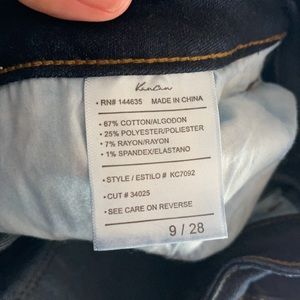 KanCan
• RN# 144635
MADE IN CHINA
• 67% COTTON/ALGODON
• 25% POLYESTER/POLIESTER
• 7% RAYON/RAYON
• 1% SPANDEX/ELASTANO
• STYLE / ESTILO # KC7092
• CUT # 34025
• SEE CARE ON REVERSE
9 / 28